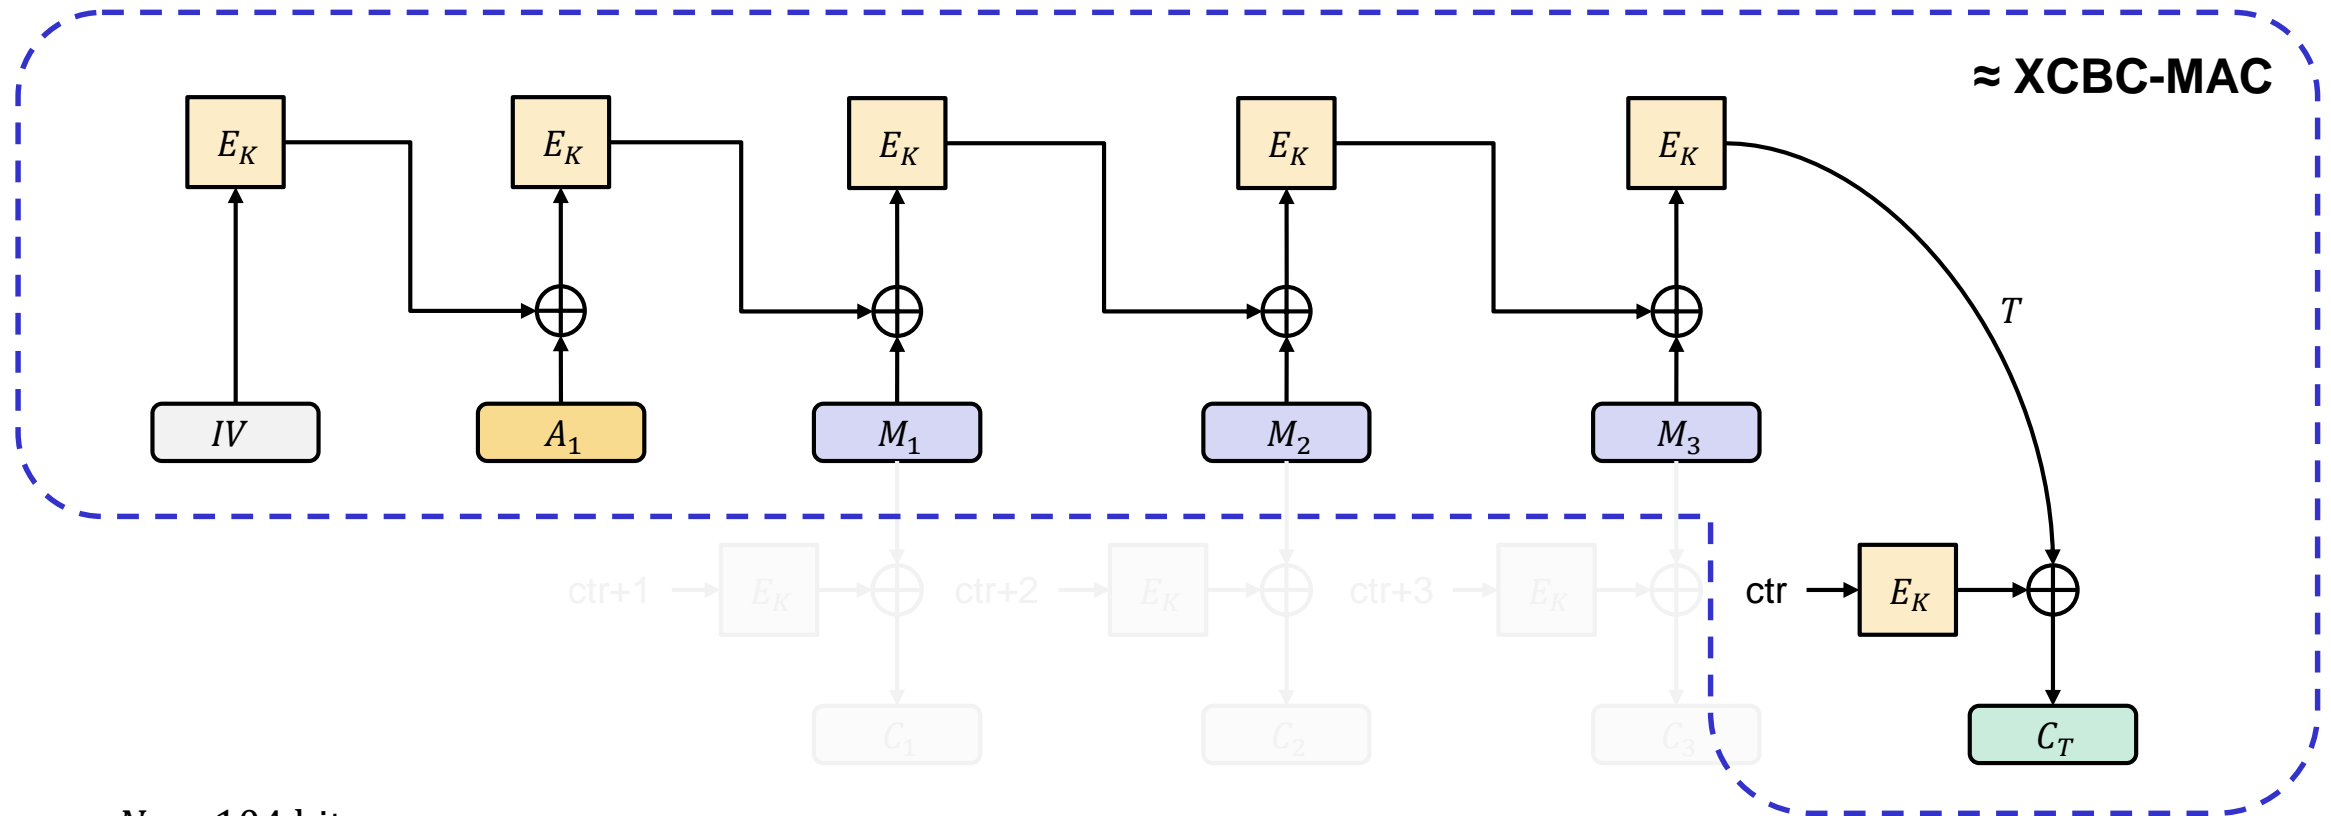 ≈ XCBC-MAC
E_K E_K E_K E_K E_K
T
IV A_1 M_1 M_2 M_3
ctr+1 E_K ctr+2 E_K ctr+3 E_K ctr E_K
C_1 C_2 C_3 C_T